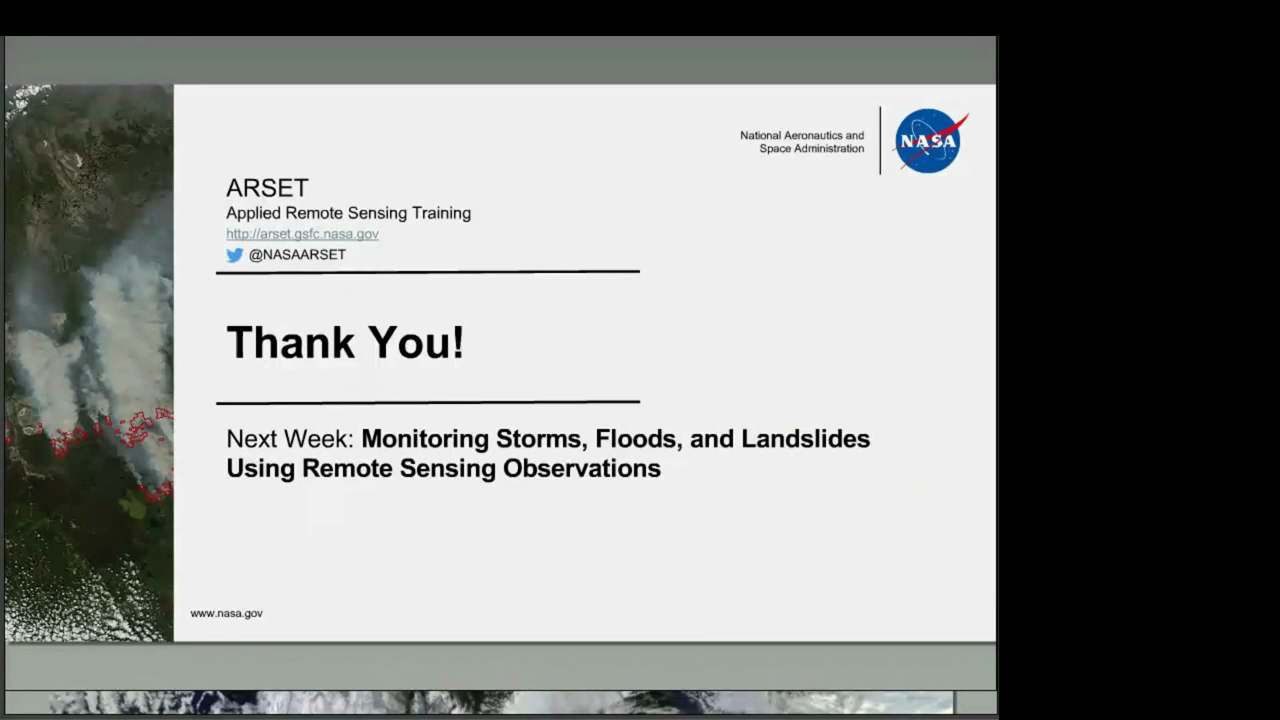 National Aeronautics and
Space Administration
NASA
ARSET
Applied Remote Sensing Training
http://arset.gsfc.nasa.gov
@NASAARSET
Thank You!
Next Week: Monitoring Storms, Floods, and Landslides
Using Remote Sensing Observations
www.nasa.gov